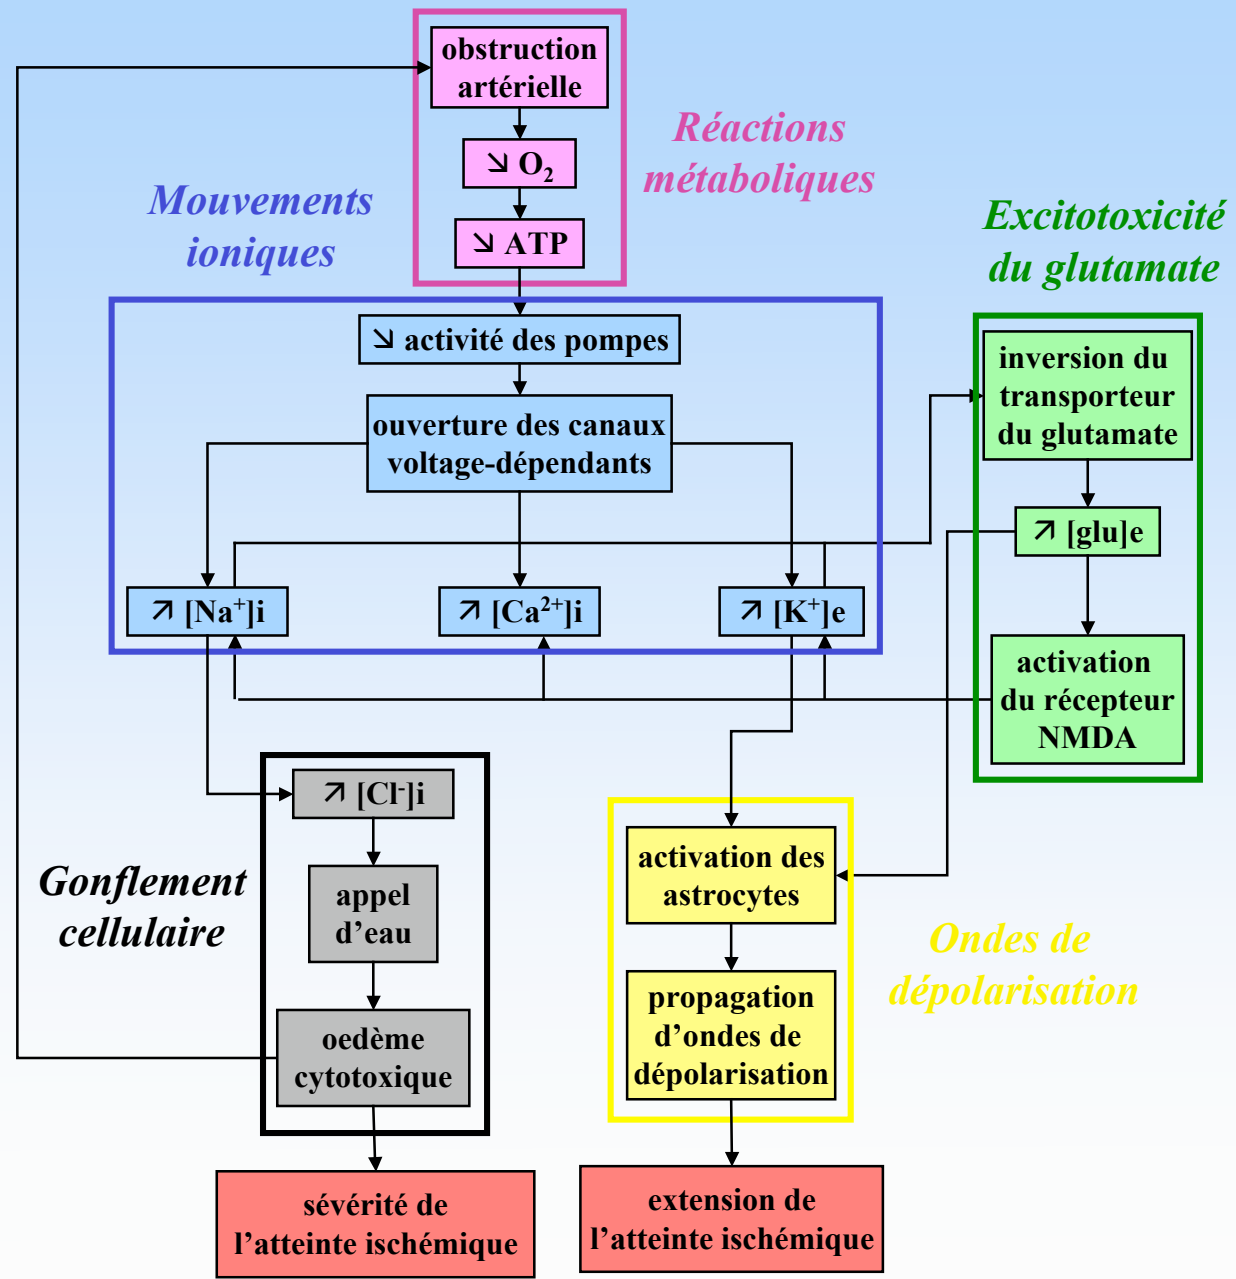 obstruction
artérielle
↘ O₂
↘ ATP
Réactions
métaboliques
Mouvements
ioniques
Excitotoxicité
du glutamate
↘ activité des pompes
ouverture des canaux
voltage-dépendants
↗ [Na⁺]i
↗ [Ca²⁺]i
↗ [K⁺]e
inversion du
transporteur
du glutamate
↗ [glu]e
activation
du récepteur
NMDA
↗ [Cl⁻]i
appel
d’eau
oedème
cytotoxique
Gonflement
cellulaire
activation des
astrocytes
propagation
d’ondes de
dépolarisation
Ondes de
dépolarisation
sévérité de
l’atteinte ischémique
extension de
l’atteinte ischémique